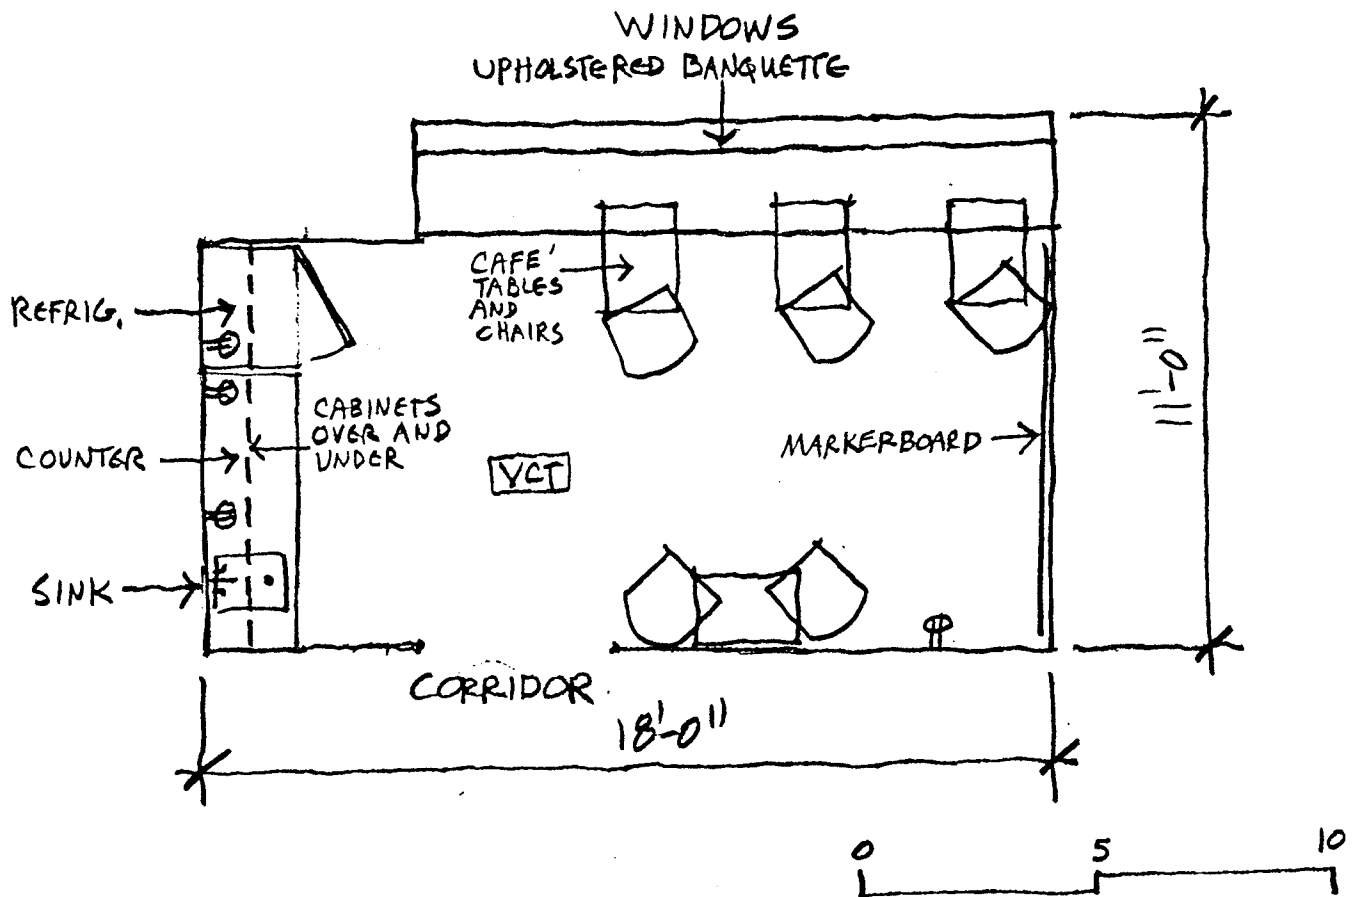 WINDOWS
UPHOLSTERED BANQUETTE
CAFE'
TABLES
AND
CHAIRS
REFRIG.
11'-0"
CABINETS
OVER AND
UNDER
MARKERBOARD
COUNTER
VCT
SINK
CORRIDOR
18'-0"
0 5 10